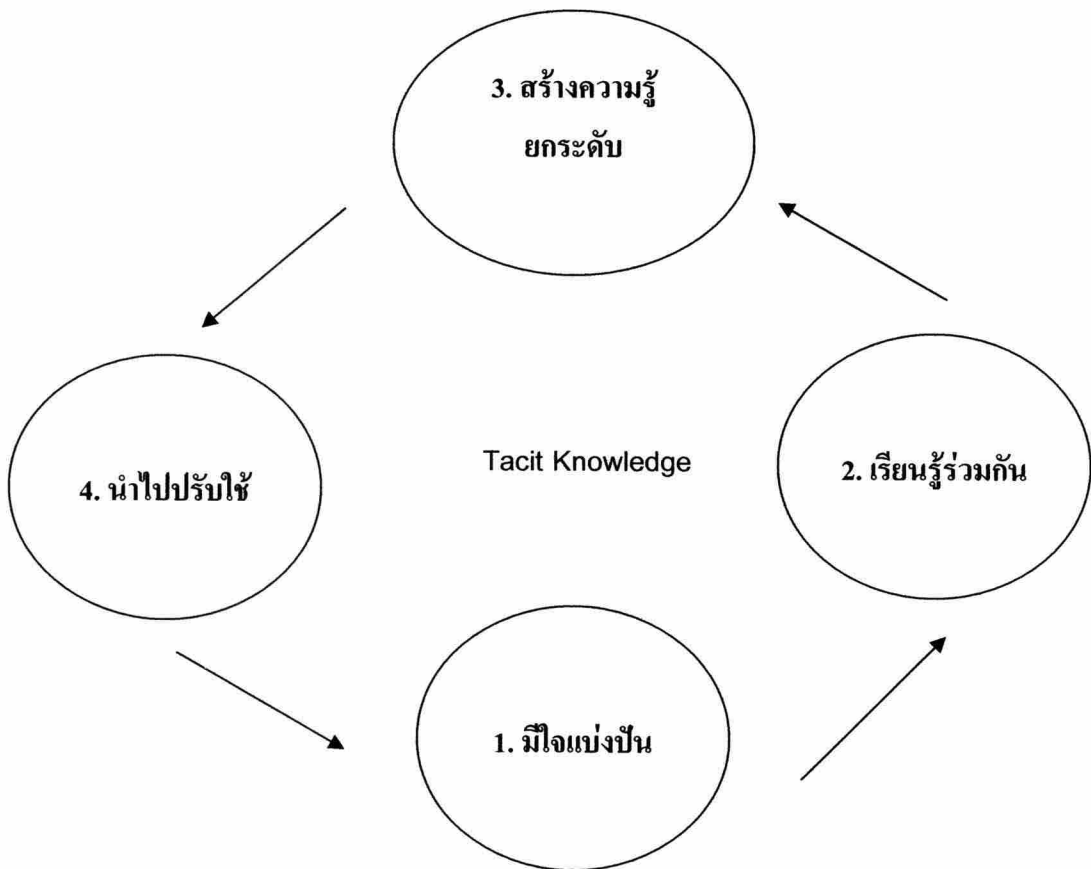 3. สร้างความรู้
ยกระดับ
4. นำไปปรับใช้
Tacit Knowledge
2. เรียนรู้ร่วมกัน
1. มีใจแบ่งปัน